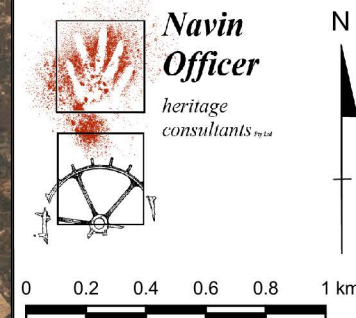 Navin
Officer
heritage
consultants Pty Ltd
N
0 0.2 0.4 0.6 0.8 1 km